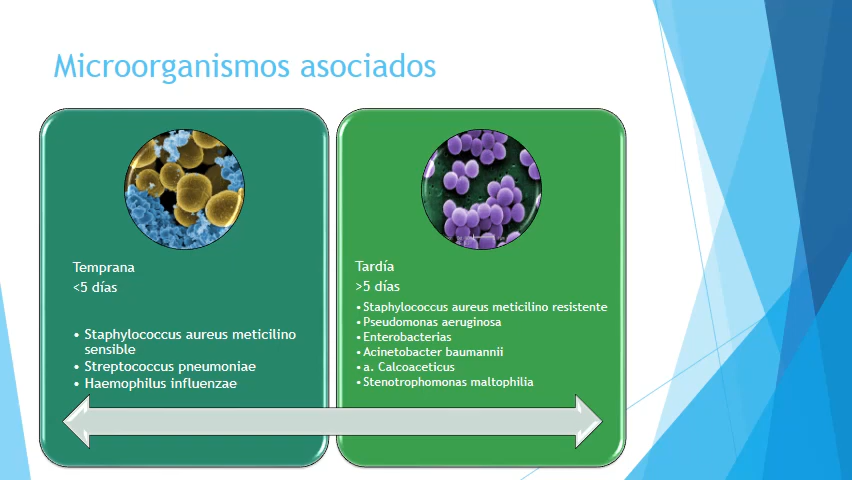 Microorganismos asociados
Temprana
<5 días
• Staphylococcus aureus meticilino
sensible
• Streptococcus pneumoniae
• Haemophilus influenzae
Tardía
>5 días
• Staphylococcus aureus meticilino resistente
• Pseudomonas aeruginosa
• Enterobacterias
• Acinetobacter baumannii
• a. Calcoaceticus
• Stenotrophomonas maltophilia